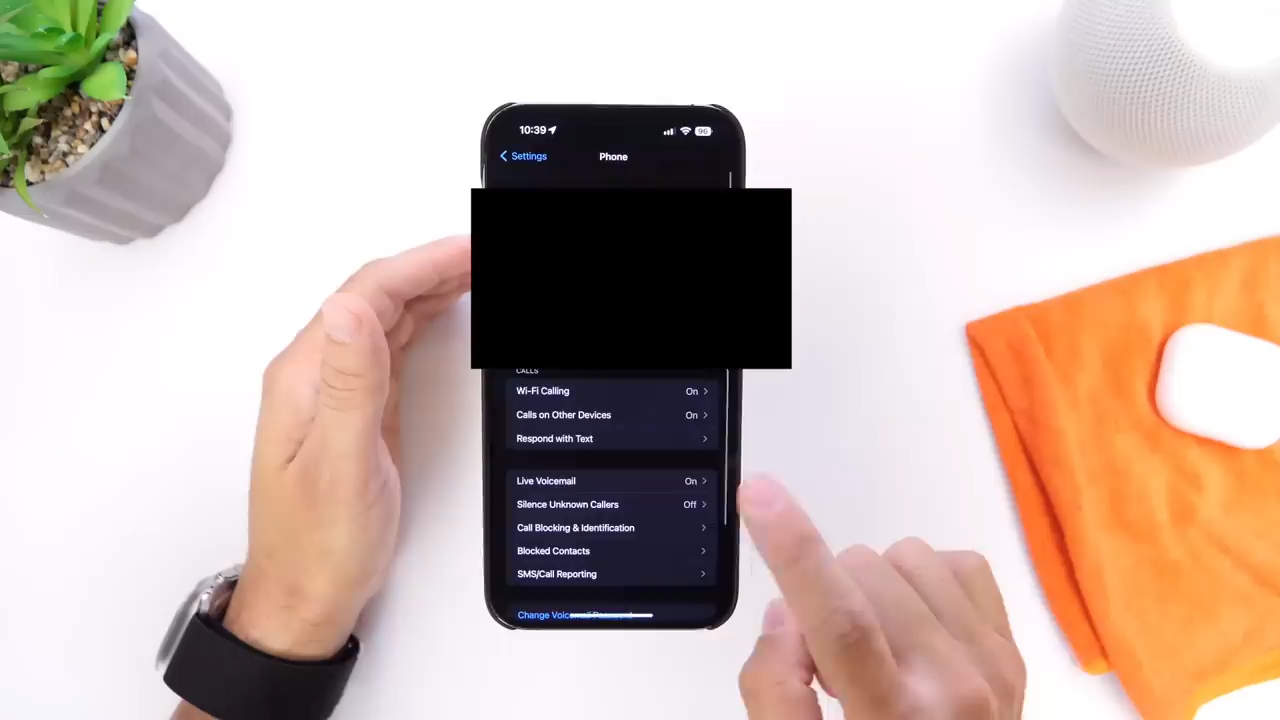 10:39
96
Settings
Phone
CALLS
Wi-Fi Calling On
Calls on Other Devices On
Respond with Text
Live Voicemail On
Silence Unknown Callers Off
Call Blocking & Identification
Blocked Contacts
SMS/Call Reporting
Change Voicemail Password